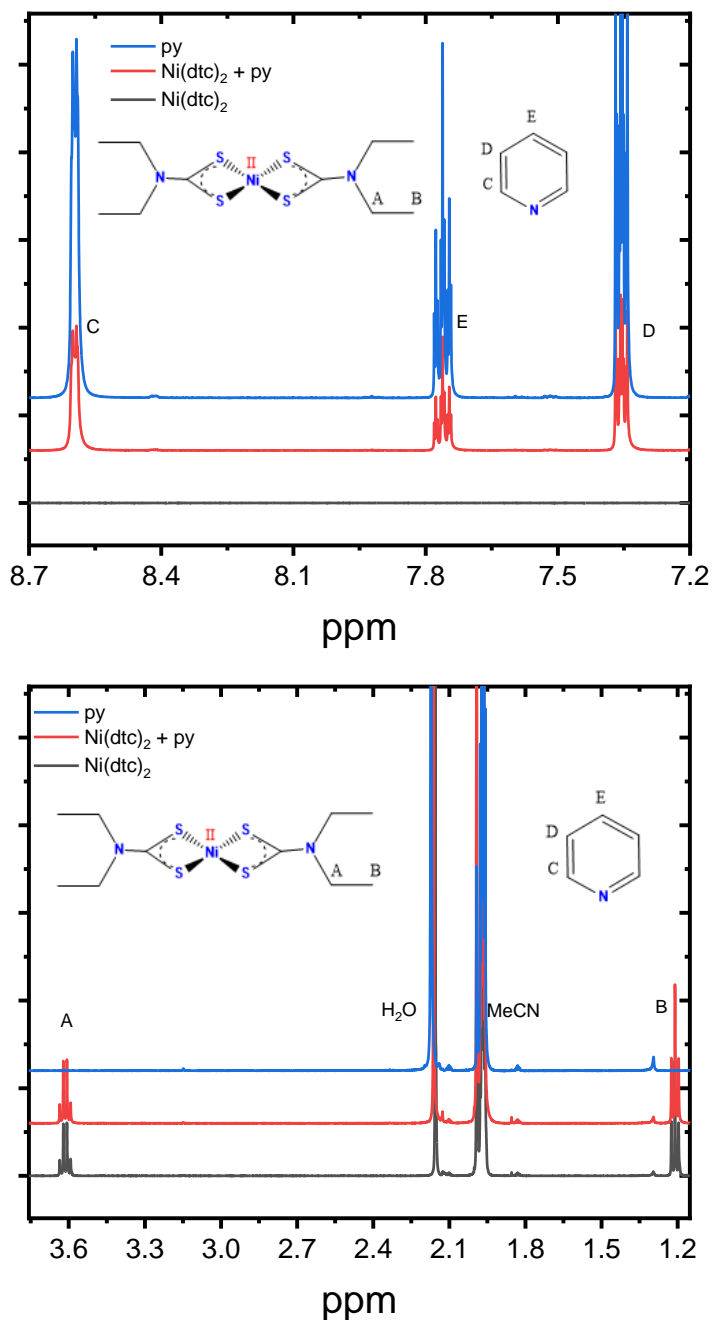 py
Ni(dtc)₂ + py
Ni(dtc)₂
E
D
C
N
S S
II
N Ni N
S S
A B
C
E
D
8.7 8.4 8.1 7.8 7.5 7.2
ppm
py
Ni(dtc)₂ + py
Ni(dtc)₂
E
D
C
N
S S
II
N Ni N
S S
A B
A
H₂O
MeCN
B
3.6 3.3 3.0 2.7 2.4 2.1 1.8 1.5 1.2
ppm